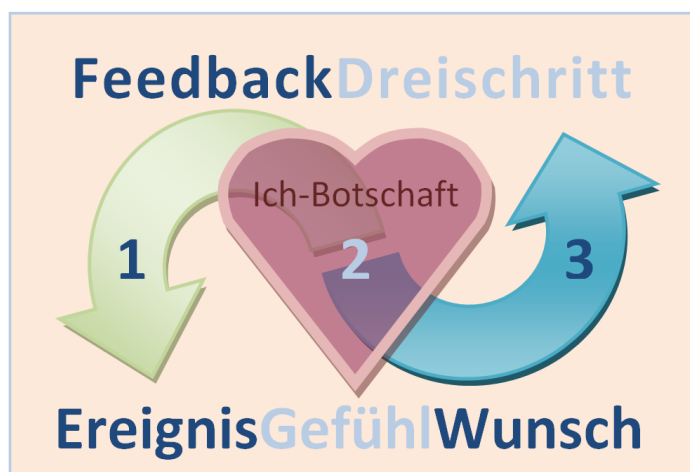 FeedbackDreischritt
Ich-Botschaft
1 2 3
EreignisGefühlWunsch